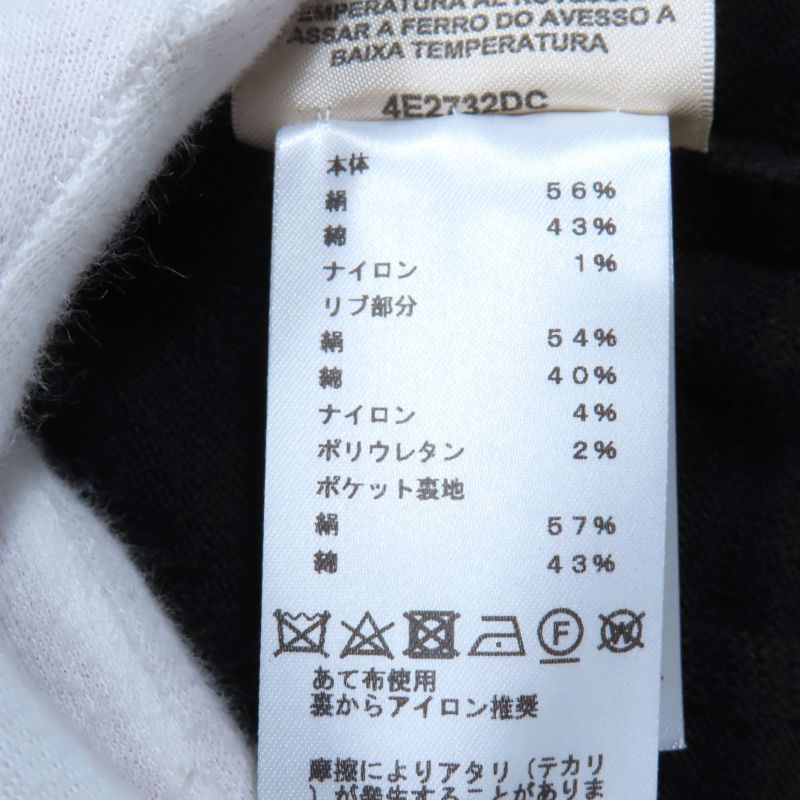 TEMPERATURA AL ROVESCIO
PASSAR A FERRO DO AVESSO A
BAIXA TEMPERATURA
4E2732DC
本体
絹 56%
綿 43%
ナイロン 1%
リブ部分
絹 54%
綿 40%
ナイロン 4%
ポリウレタン 2%
ポケット裏地
絹 57%
綿 43%
F W
あて布使用
裏からアイロン推奨
摩擦によりアタリ（テカリ
）が発生することがありま